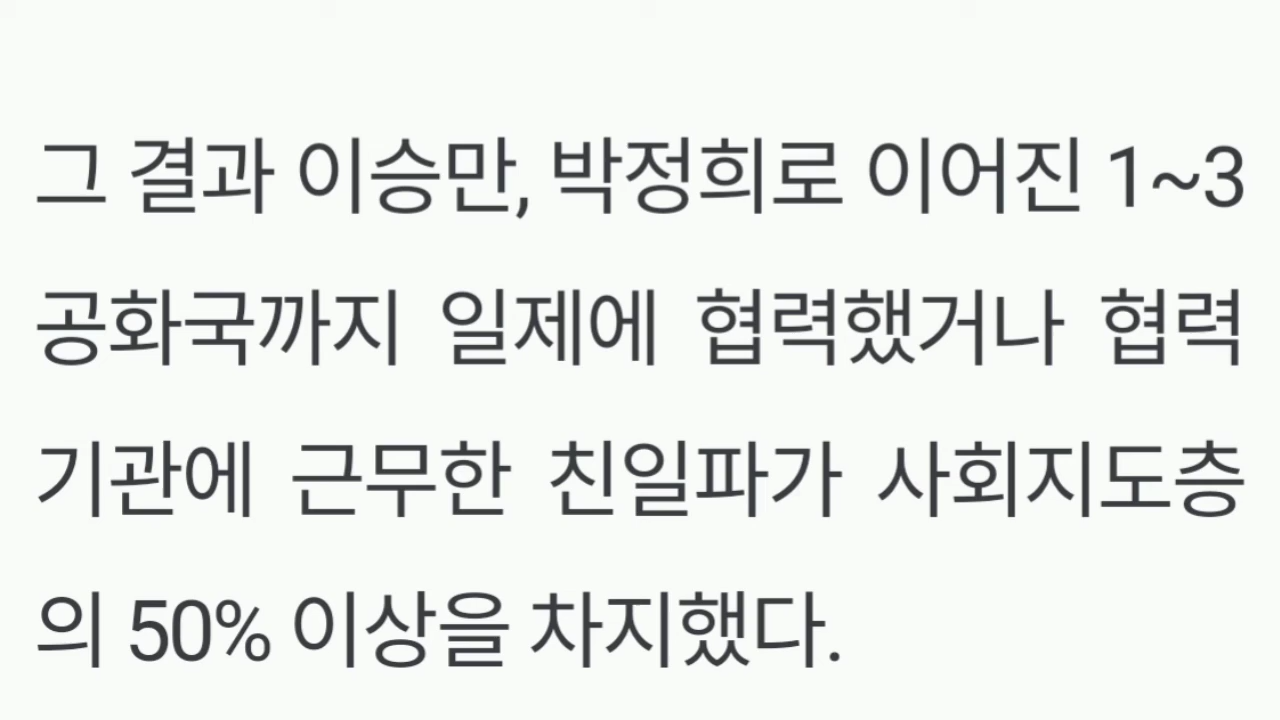 그 결과 이승만, 박정희로 이어진 1~3
공화국까지 일제에 협력했거나 협력
기관에 근무한 친일파가 사회지도층
의 50% 이상을 차지했다.